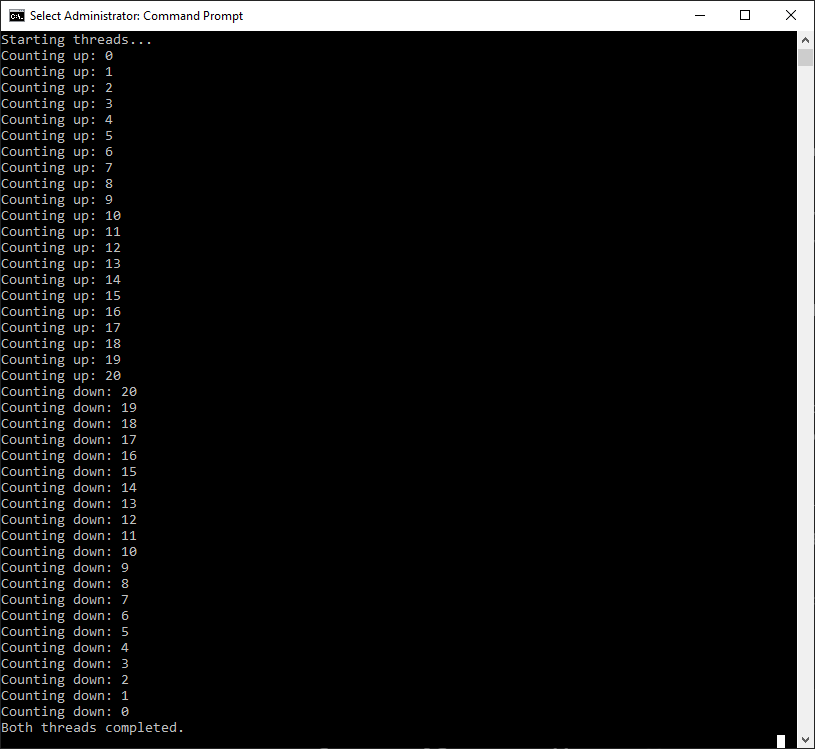 Select Administrator: Command Prompt
Starting threads...
Counting up: 0
Counting up: 1
Counting up: 2
Counting up: 3
Counting up: 4
Counting up: 5
Counting up: 6
Counting up: 7
Counting up: 8
Counting up: 9
Counting up: 10
Counting up: 11
Counting up: 12
Counting up: 13
Counting up: 14
Counting up: 15
Counting up: 16
Counting up: 17
Counting up: 18
Counting up: 19
Counting up: 20
Counting down: 20
Counting down: 19
Counting down: 18
Counting down: 17
Counting down: 16
Counting down: 15
Counting down: 14
Counting down: 13
Counting down: 12
Counting down: 11
Counting down: 10
Counting down: 9
Counting down: 8
Counting down: 7
Counting down: 6
Counting down: 5
Counting down: 4
Counting down: 3
Counting down: 2
Counting down: 1
Counting down: 0
Both threads completed.